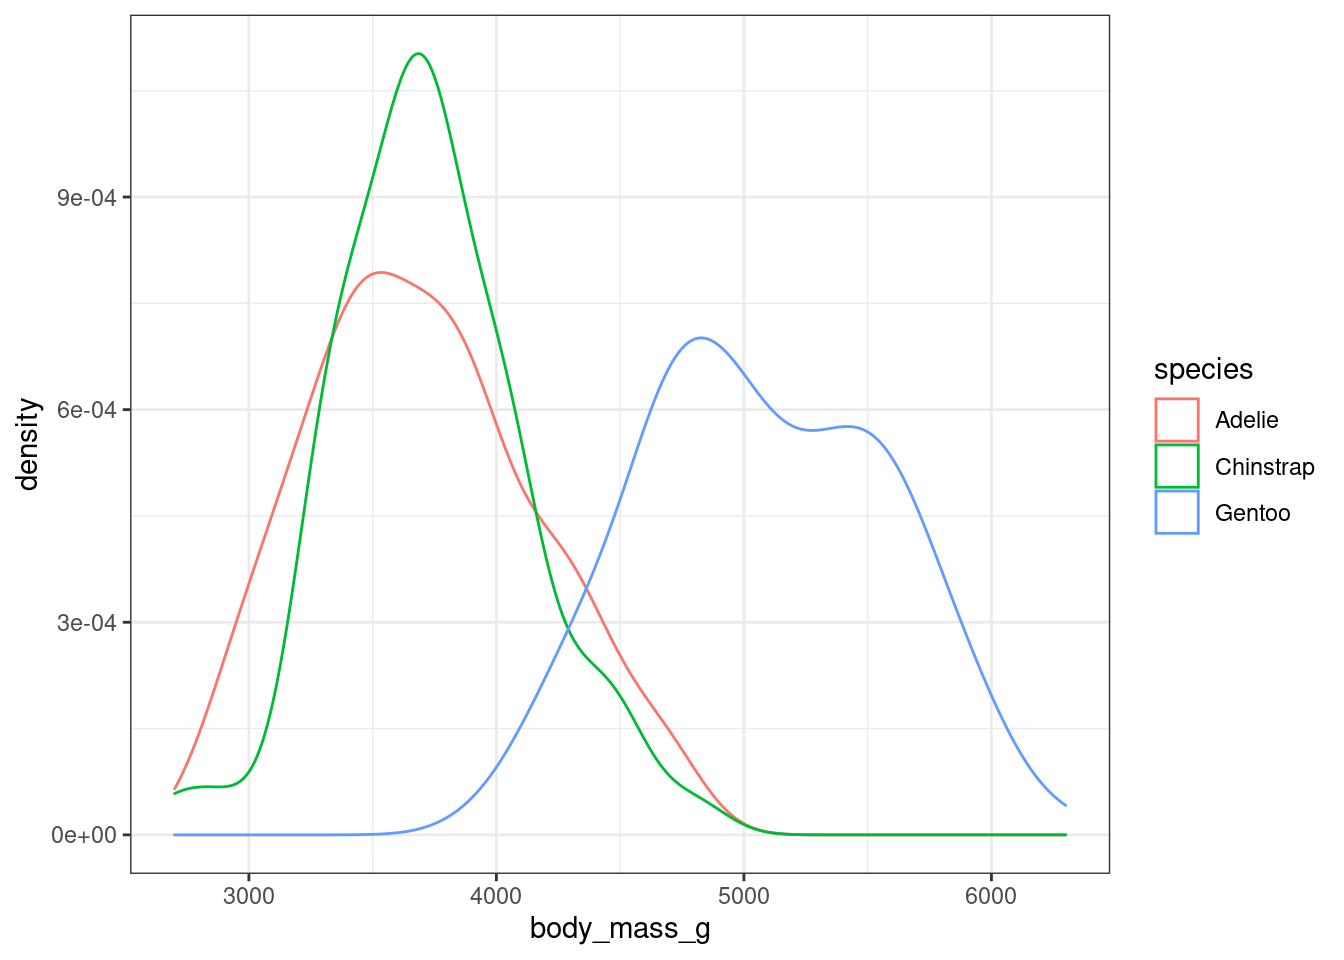 density
9e-04
6e-04
3e-04
0e+00
3000 4000 5000 6000
body_mass_g
species
Adelie
Chinstrap
Gentoo